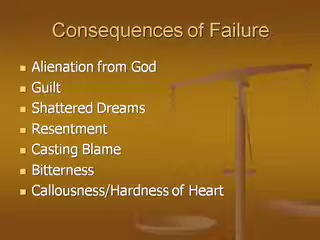 Consequences of Failure
Alienation from God
Guilt
Shattered Dreams
Resentment
Casting Blame
Bitterness
Callousness/Hardness of Heart